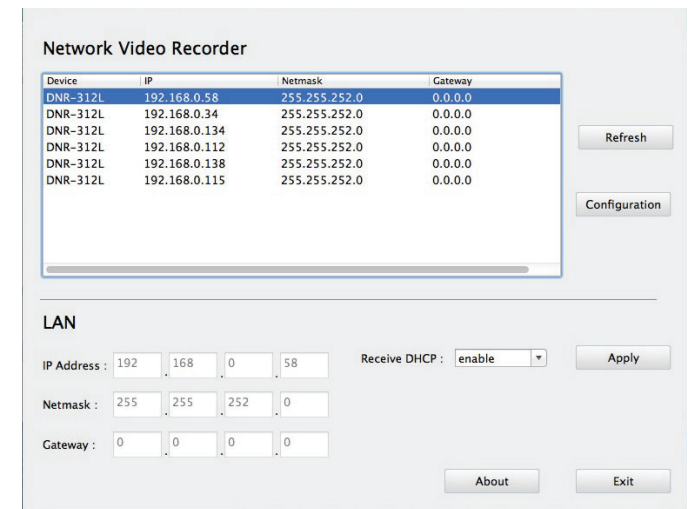 Network Video Recorder
Device IP Netmask Gateway
DNR-312L 192.168.0.58 255.255.252.0 0.0.0.0
DNR-312L 192.168.0.34 255.255.252.0 0.0.0.0
DNR-312L 192.168.0.134 255.255.252.0 0.0.0.0
DNR-312L 192.168.0.112 255.255.252.0 0.0.0.0
DNR-312L 192.168.0.138 255.255.252.0 0.0.0.0
DNR-312L 192.168.0.115 255.255.252.0 0.0.0.0
Refresh
Configuration
LAN
IP Address : 192 . 168 . 0 . 58 Receive DHCP : enable Apply
Netmask : 255 . 255 . 252 . 0
Gateway : 0 . 0 . 0 . 0
About Exit